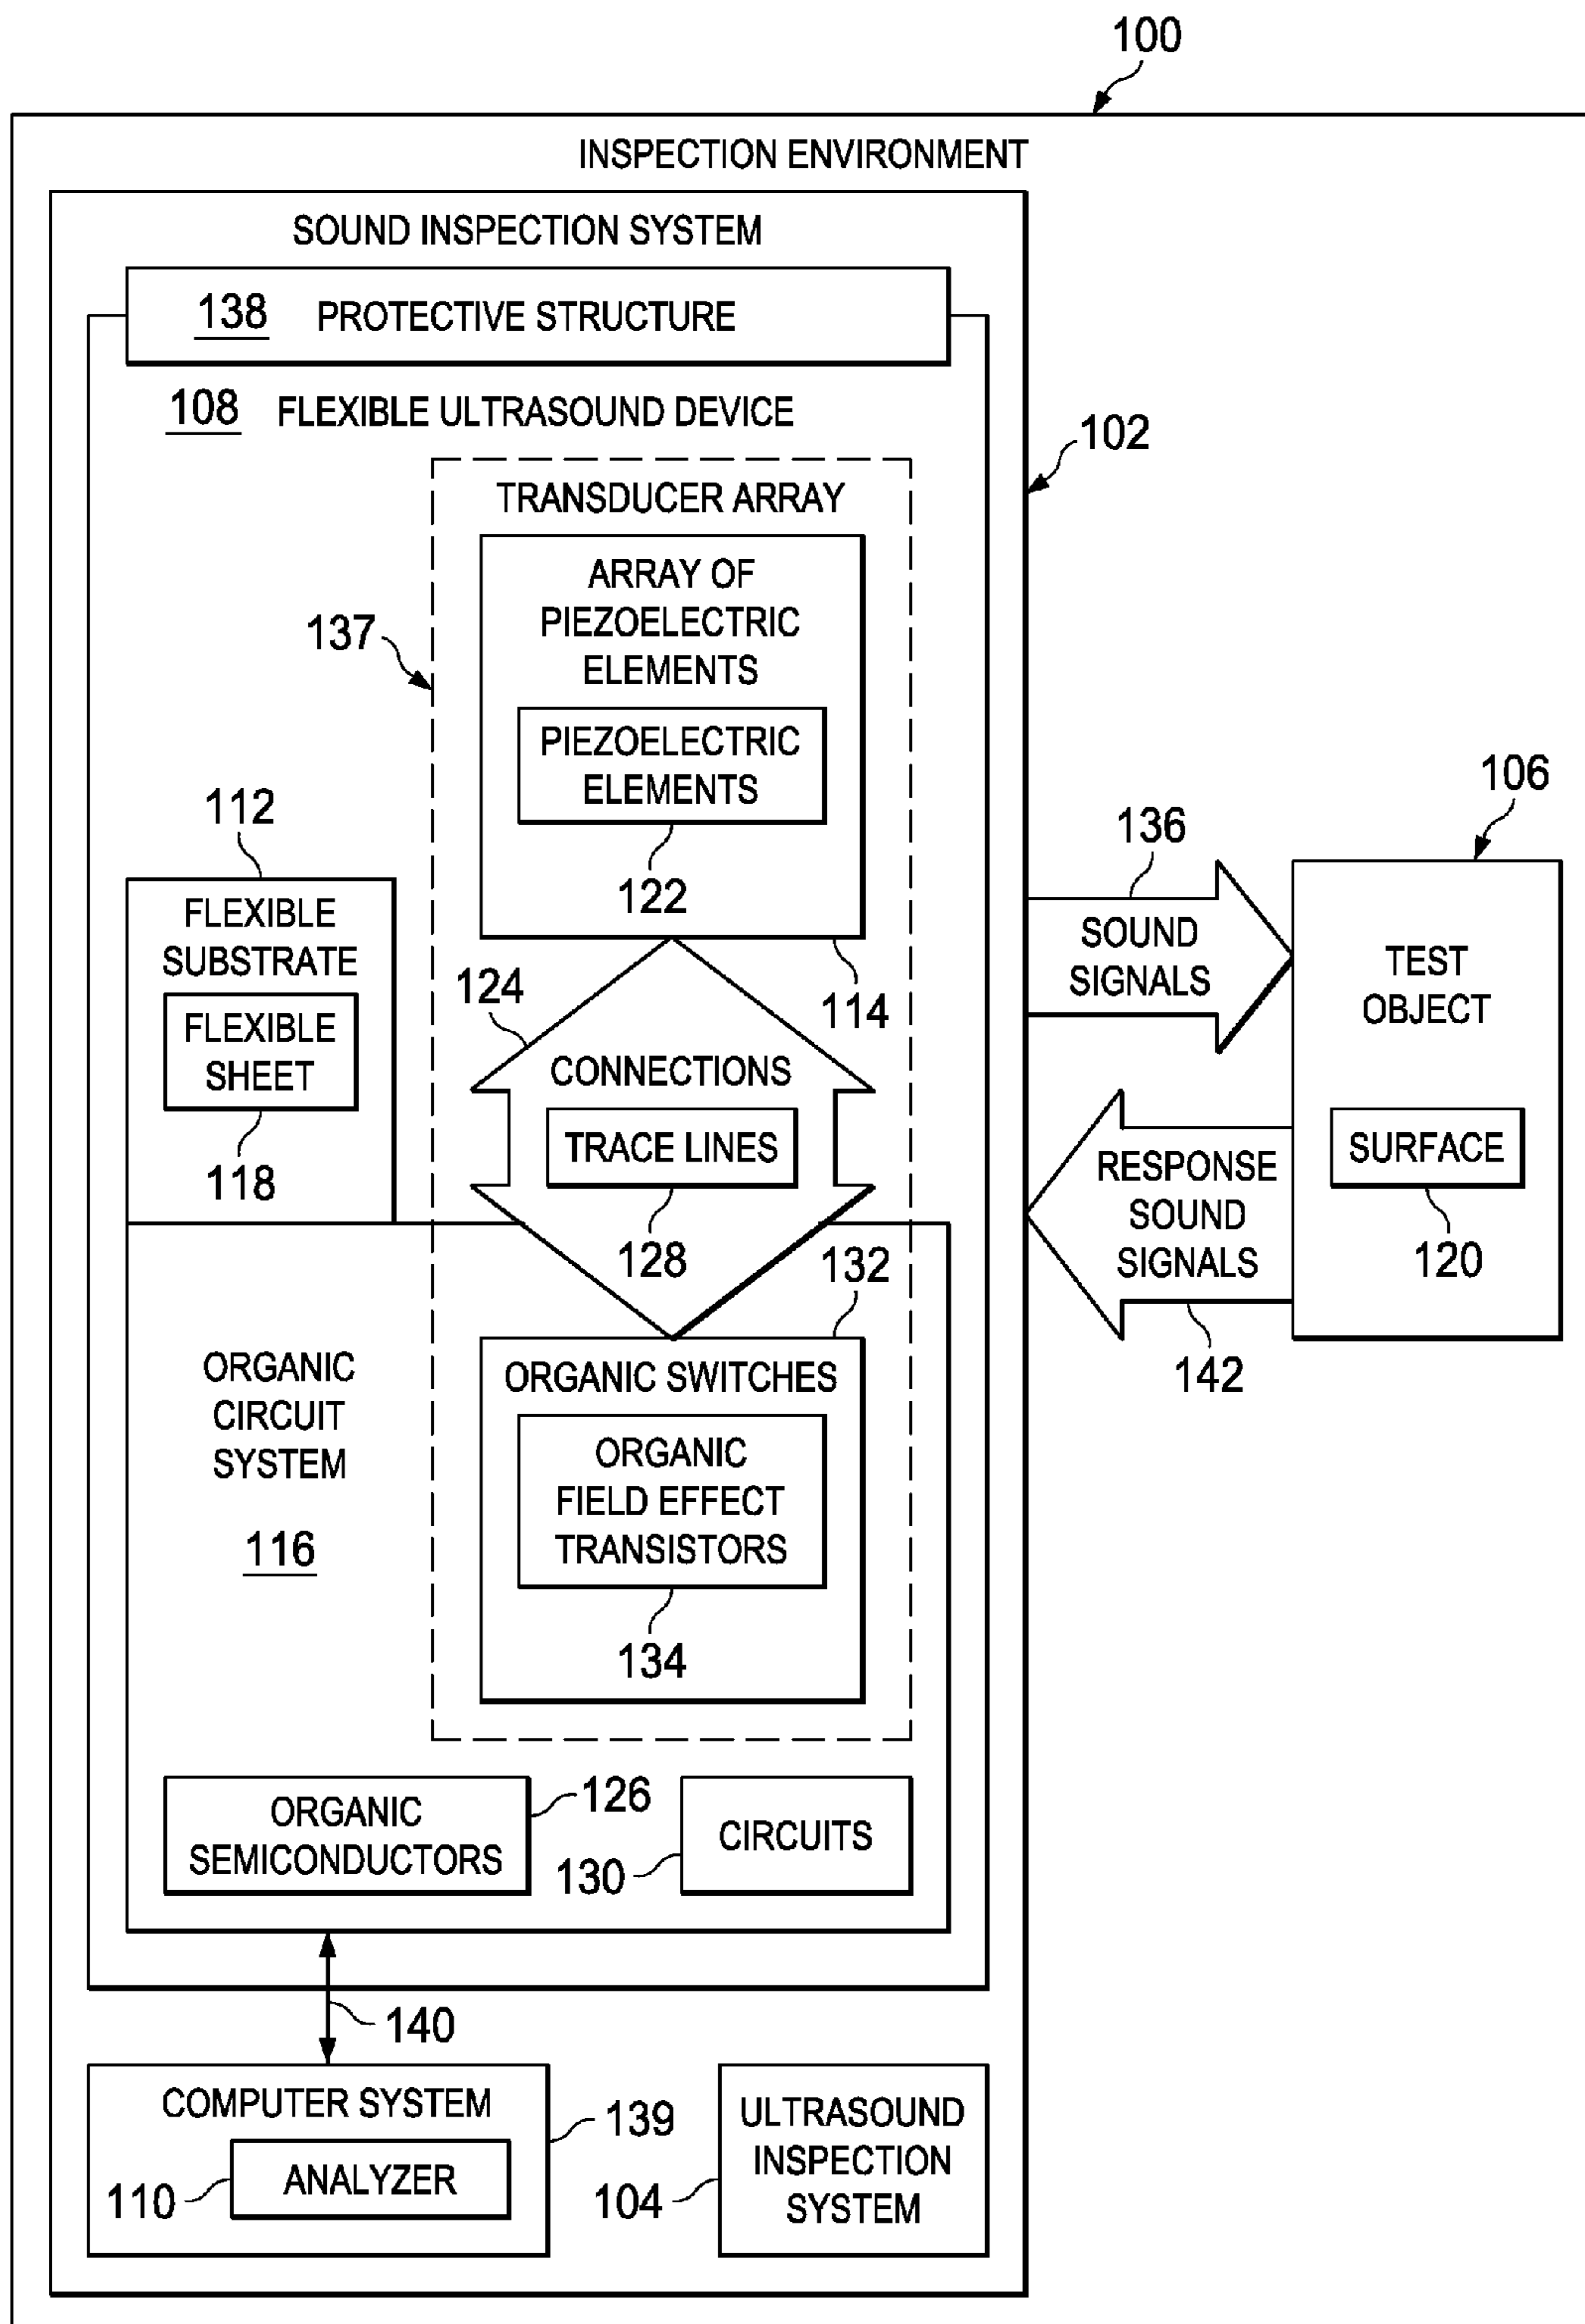 100
INSPECTION ENVIRONMENT
SOUND INSPECTION SYSTEM
138 PROTECTIVE STRUCTURE
108 FLEXIBLE ULTRASOUND DEVICE
102
TRANSDUCER ARRAY
ARRAY OF
PIEZOELECTRIC
ELEMENTS
137
PIEZOELECTRIC
ELEMENTS
122
114
112
FLEXIBLE
SUBSTRATE
FLEXIBLE
SHEET
118
124
CONNECTIONS
TRACE LINES
128
136
SOUND
SIGNALS
106
TEST
OBJECT
SURFACE
120
RESPONSE
SOUND
SIGNALS
142
132
ORGANIC
CIRCUIT
SYSTEM
116
ORGANIC SWITCHES
ORGANIC
FIELD EFFECT
TRANSISTORS
134
ORGANIC
SEMICONDUCTORS
126
CIRCUITS
130
140
COMPUTER SYSTEM
139
ANALYZER
110
ULTRASOUND
INSPECTION
SYSTEM
104